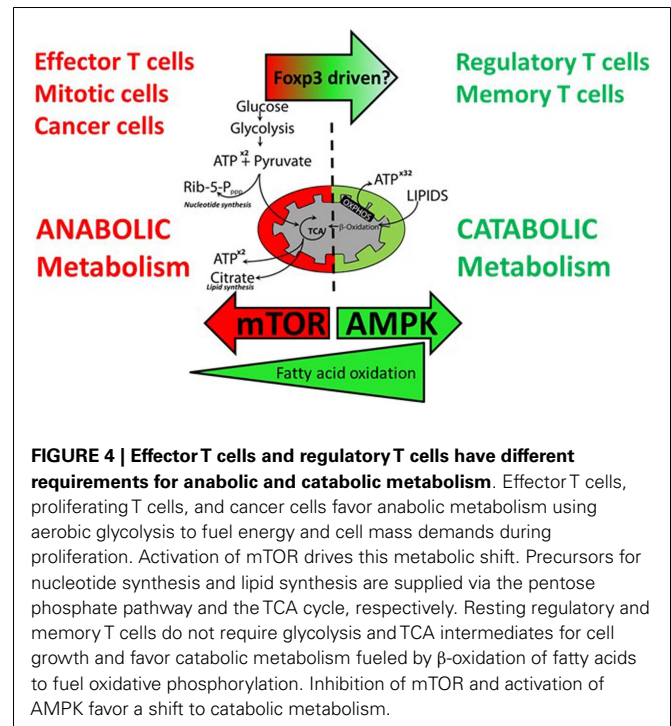 Effector T cells
Mitotic cells
Cancer cells
Foxp3 driven?
Regulatory T cells
Memory T cells
Glucose
Glycolysis
ATP x2 + Pyruvate
Rib-5-P PPP
Nucleotide synthesis
ATP x32
LIPIDS
OXPHOS
TCA
β-Oxidation
ANABOLIC
Metabolism
CATABOLIC
Metabolism
ATP x2
Citrate
Lipid synthesis
mTOR
AMPK
Fatty acid oxidation
FIGURE 4 | Effector T cells and regulatory T cells have different
requirements for anabolic and catabolic metabolism. Effector T cells,
proliferating T cells, and cancer cells favor anabolic metabolism using
aerobic glycolysis to fuel energy and cell mass demands during
proliferation. Activation of mTOR drives this metabolic shift. Precursors for
nucleotide synthesis and lipid synthesis are supplied via the pentose
phosphate pathway and the TCA cycle, respectively. Resting regulatory and
memory T cells do not require glycolysis and TCA intermediates for cell
growth and favor catabolic metabolism fueled by β-oxidation of fatty acids
to fuel oxidative phosphorylation. Inhibition of mTOR and activation of
AMPK favor a shift to catabolic metabolism.